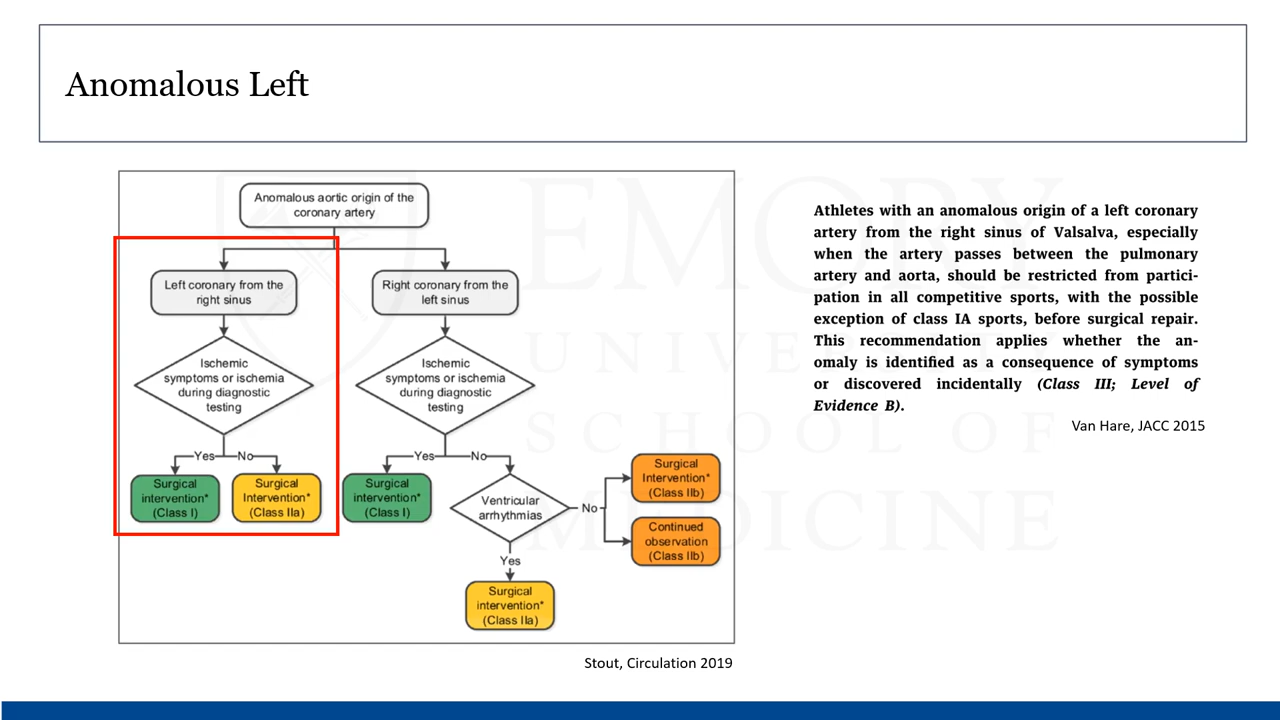 Anomalous Left
Anomalous aortic origin of the
coronary artery
Left coronary from the
right sinus
Right coronary from the
left sinus
Ischemic
symptoms or ischemia
during diagnostic
testing
Ischemic
symptoms or ischemia
during diagnostic
testing
Yes
No
Yes
No
Surgical
intervention*
(Class I)
Surgical
Intervention*
(Class IIa)
Surgical
intervention*
(Class I)
Ventricular
arrhythmias
No
Surgical
Intervention*
(Class IIb)
Continued
observation
(Class IIb)
Yes
Surgical
intervention*
(Class IIa)
Stout, Circulation 2019
Athletes with an anomalous origin of a left coronary
artery from the right sinus of Valsalva, especially
when the artery passes between the pulmonary
artery and aorta, should be restricted from partici-
pation in all competitive sports, with the possible
exception of class IA sports, before surgical repair.
This recommendation applies whether the an-
omaly is identified as a consequence of symptoms
or discovered incidentally (Class III; Level of
Evidence B).
Van Hare, JACC 2015
EMORY
UNIVERSITY
SCHOOL OF
MEDICINE